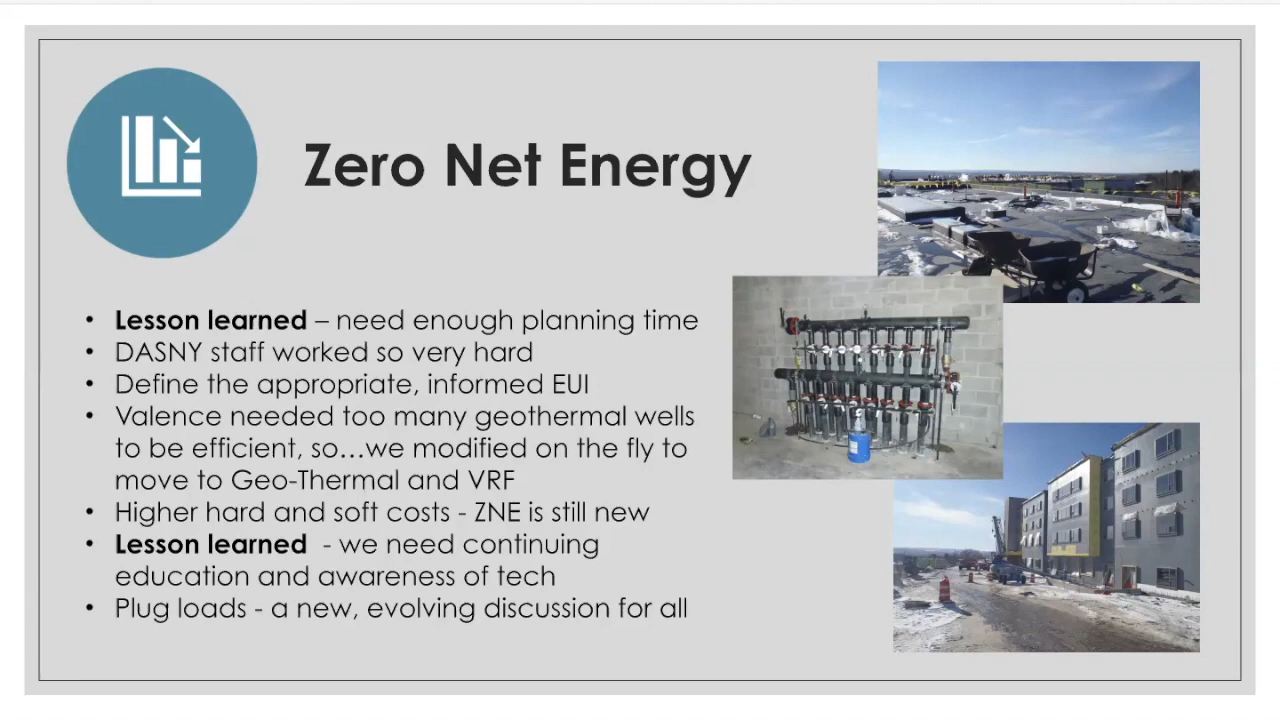 Zero Net Energy
• Lesson learned – need enough planning time
• DASNY staff worked so very hard
• Define the appropriate, informed EUI
• Valence needed too many geothermal wells
to be efficient, so...we modified on the fly to
move to Geo-Thermal and VRF
• Higher hard and soft costs - ZNE is still new
• Lesson learned  - we need continuing
education and awareness of tech
• Plug loads - a new, evolving discussion for all